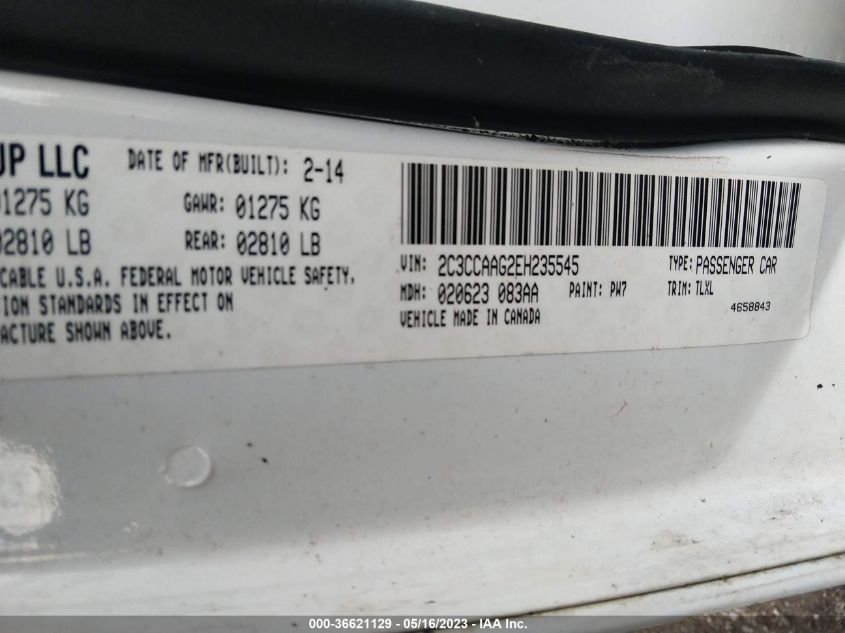 UP LLC DATE OF MFR(BUILT): 2-14
01275 KG GAWR: 01275 KG
02810 LB REAR: 02810 LB
CABLE U.S.A. FEDERAL MOTOR VEHICLE SAFETY,
ION STANDARDS IN EFFECT ON
ACTURE SHOWN ABOVE.
VIN: 2C3CCAAG2EH235545 TYPE: PASSENGER CAR
MDH: 020623 083AA PAINT: PW7 TRIM: TLXL
VEHICLE MADE IN CANADA 4658843
000-36621129 - 05/16/2023 - © IAA Inc.